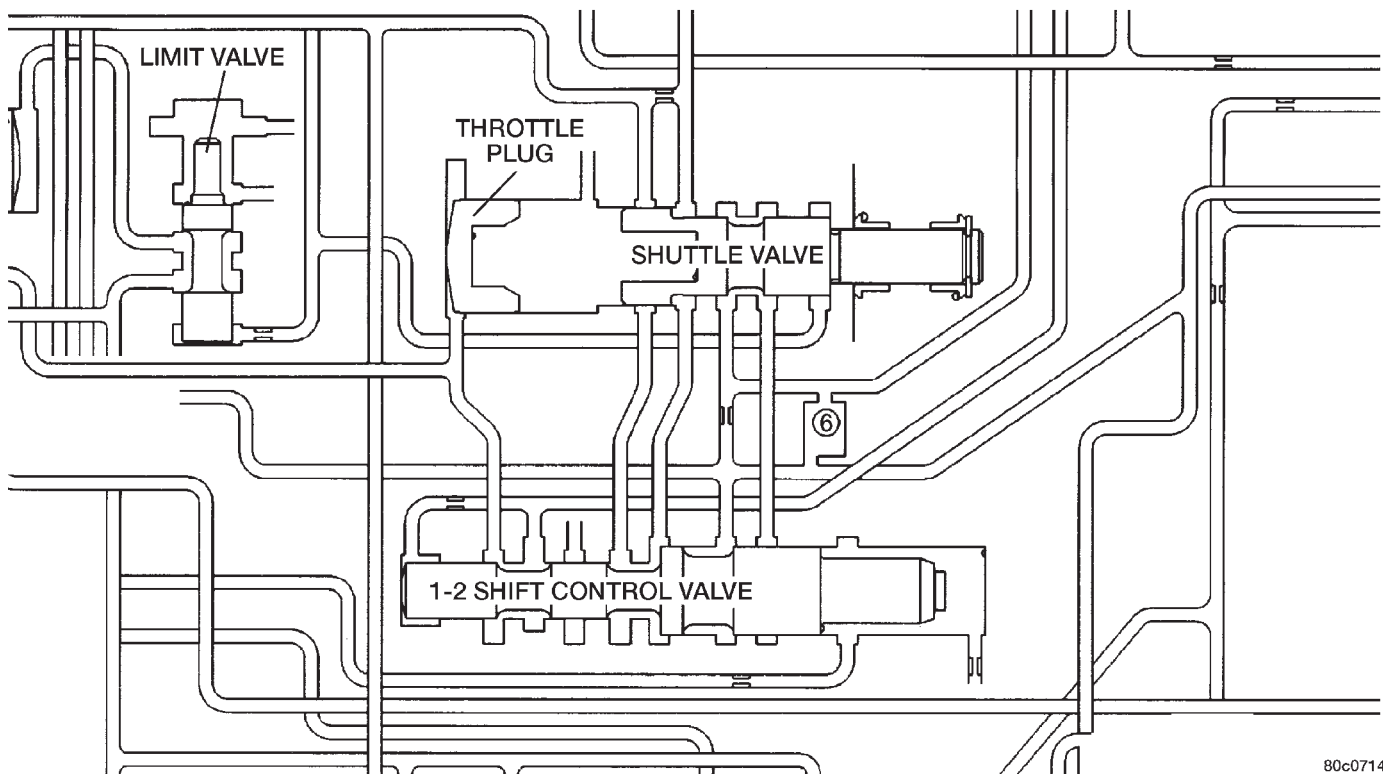 LIMIT VALVE
THROTTLE
PLUG
SHUTTLE VALVE
6
1-2 SHIFT CONTROL VALVE
80c0714